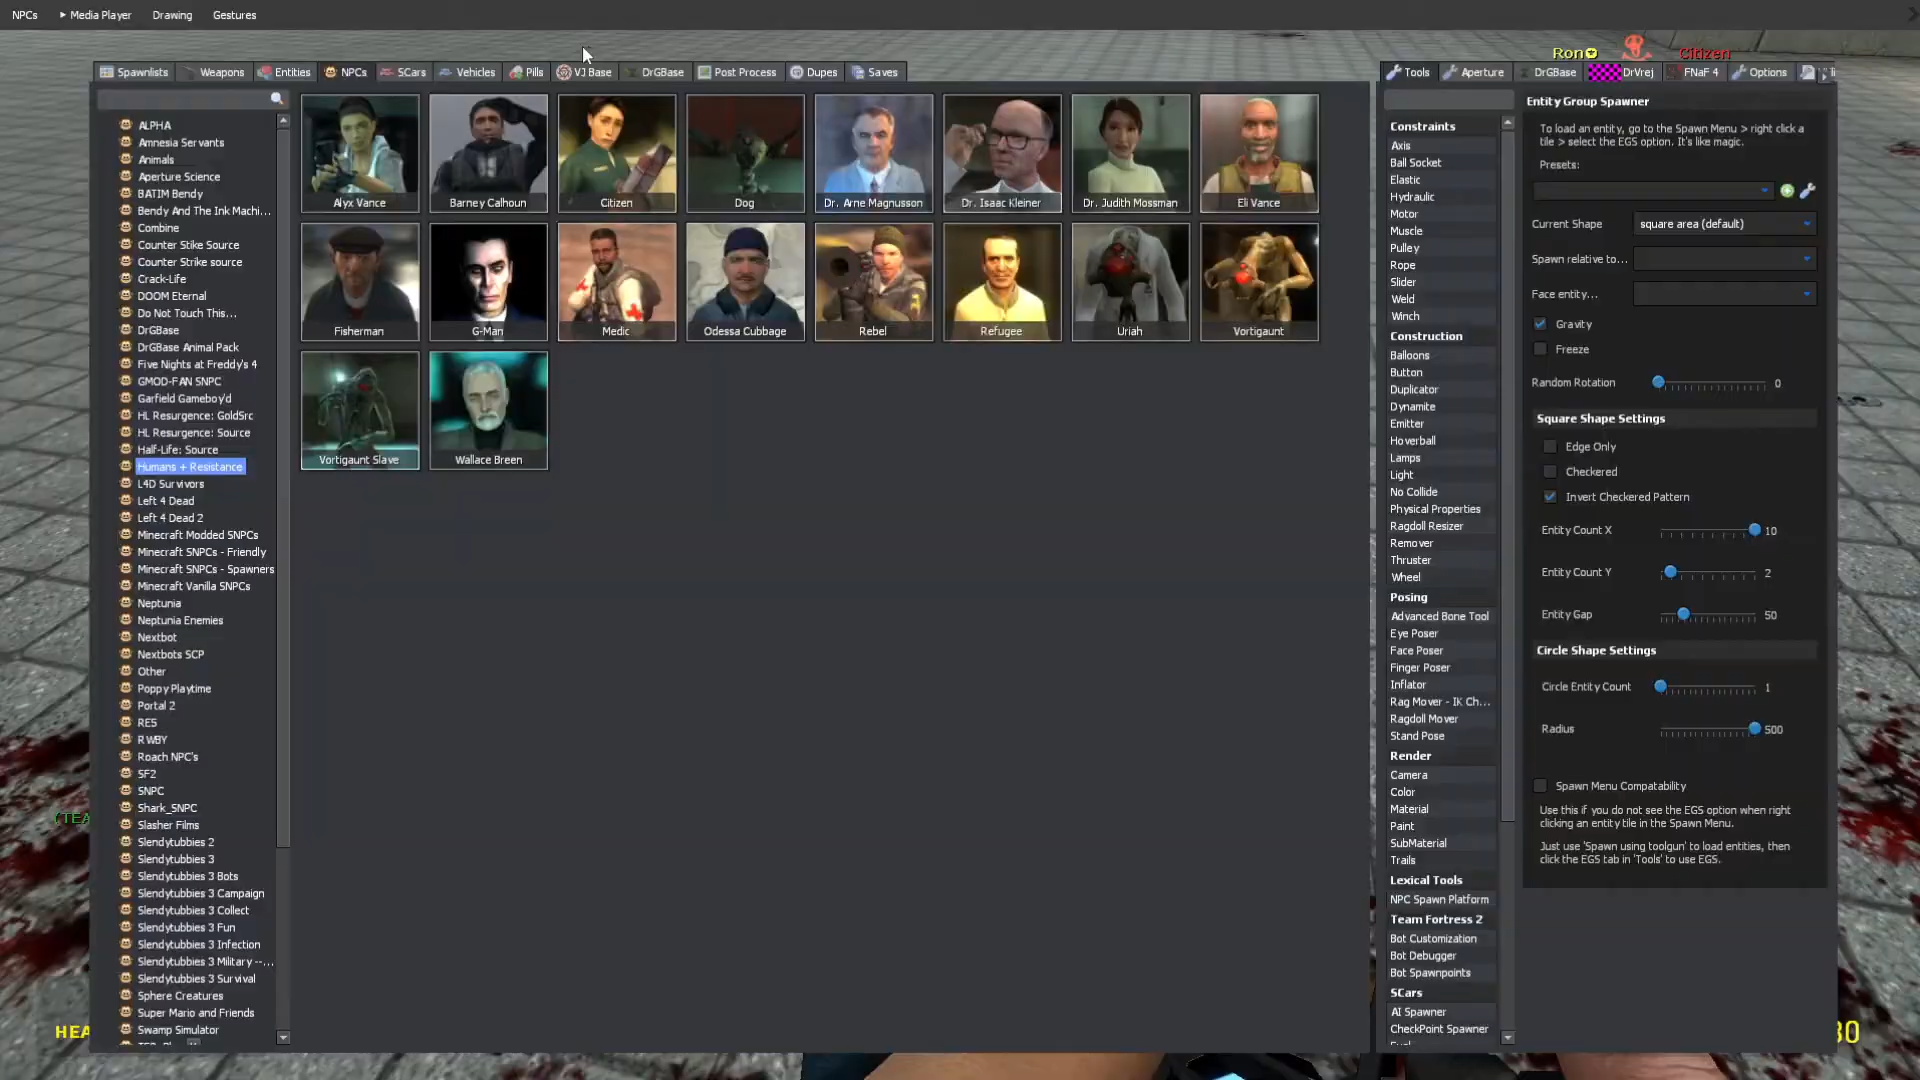 NPCs
Media Player
Drawing
Gestures
Ron
Citizen
Spawnlists
Weapons
Entities
NPCs
SCars
Vehicles
Pills
VJ Base
DrGBase
Post Process
Dupes
Saves
Tools
Aperture
DrGBase
DrVrej
FNaF 4
Options
ALPHA
Amnesia Servants
Animals
Aperture Science
BATIM Bendy
Bendy And The Ink Machi...
Combine
Counter Stike Source
Counter Strike source
Crack-Life
DOOM Eternal
Do Not Touch This...
DrGBase
DrGBase Animal Pack
Five Nights at Freddy's 4
GMOD-FAN SNPC
Garfield Gameboy'd
HL Resurgence: GoldSrc
HL Resurgence: Source
Half-Life: Source
Humans + Resistance
L4D Survivors
Left 4 Dead
Left 4 Dead 2
Minecraft Modded SNPCs
Minecraft SNPCs - Friendly
Minecraft SNPCs - Spawners
Minecraft Vanilla SNPCs
Neptunia
Neptunia Enemies
Nextbot
Nextbots SCP
Other
Poppy Playtime
Portal 2
RE5
RWBY
Roach NPC's
SF2
SNPC
Shark_SNPC
Slasher Films
Slendytubbies 2
Slendytubbies 3
Slendytubbies 3 Bots
Slendytubbies 3 Campaign
Slendytubbies 3 Collect
Slendytubbies 3 Fun
Slendytubbies 3 Infection
Slendytubbies 3 Military --...
Slendytubbies 3 Survival
Sphere Creatures
Super Mario and Friends
Swamp Simulator
Alyx Vance
Barney Calhoun
Citizen
Dog
Dr. Arne Magnusson
Dr. Isaac Kleiner
Dr. Judith Mossman
Eli Vance
Fisherman
G-Man
Medic
Odessa Cubbage
Rebel
Refugee
Uriah
Vortigaunt
Vortigaunt Slave
Wallace Breen
Constraints
Axis
Ball Socket
Elastic
Hydraulic
Motor
Muscle
Pulley
Rope
Slider
Weld
Winch
Construction
Balloons
Button
Duplicator
Dynamite
Emitter
Hoverball
Lamps
Light
No Collide
Physical Properties
Ragdoll Resizer
Remover
Thruster
Wheel
Posing
Advanced Bone Tool
Eye Poser
Face Poser
Finger Poser
Inflator
Rag Mover - IK Ch...
Ragdoll Mover
Stand Pose
Render
Camera
Color
Material
Paint
SubMaterial
Trails
Lexical Tools
NPC Spawn Platform
Team Fortress 2
Bot Customization
Bot Debugger
Bot Spawnpoints
SCars
AI Spawner
CheckPoint Spawner
Entity Group Spawner
To load an entity, go to the Spawn Menu > right click a
tile > select the EGS option. It's like magic.
Presets:
Current Shape
square area (default)
Spawn relative to...
Face entity...
Gravity
Freeze
Random Rotation
0
Square Shape Settings
Edge Only
Checkered
Invert Checkered Pattern
Entity Count X
10
Entity Count Y
2
Entity Gap
50
Circle Shape Settings
Circle Entity Count
1
Radius
500
Spawn Menu Compatability
Use this if you do not see the EGS option when right
clicking an entity tile in the Spawn Menu.
Just use 'Spawn using toolgun' to load entities, then
click the EGS tab in 'Tools' to use EGS.
(TEA
HEA
30